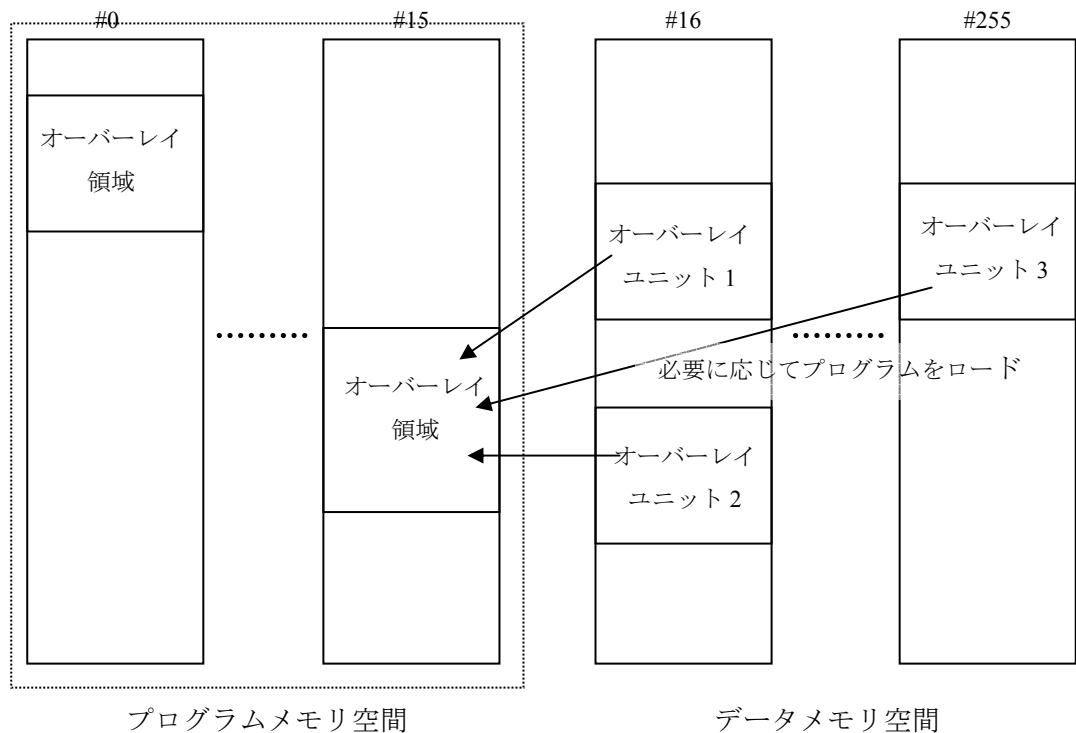 #0
#15
#16
#255
オーバーレイ
領域
オーバーレイ
ユニット 1
オーバーレイ
ユニット 3
………
………
必要に応じてプログラムをロード
オーバーレイ
領域
オーバーレイ
ユニット 2
プログラムメモリ空間
データメモリ空間